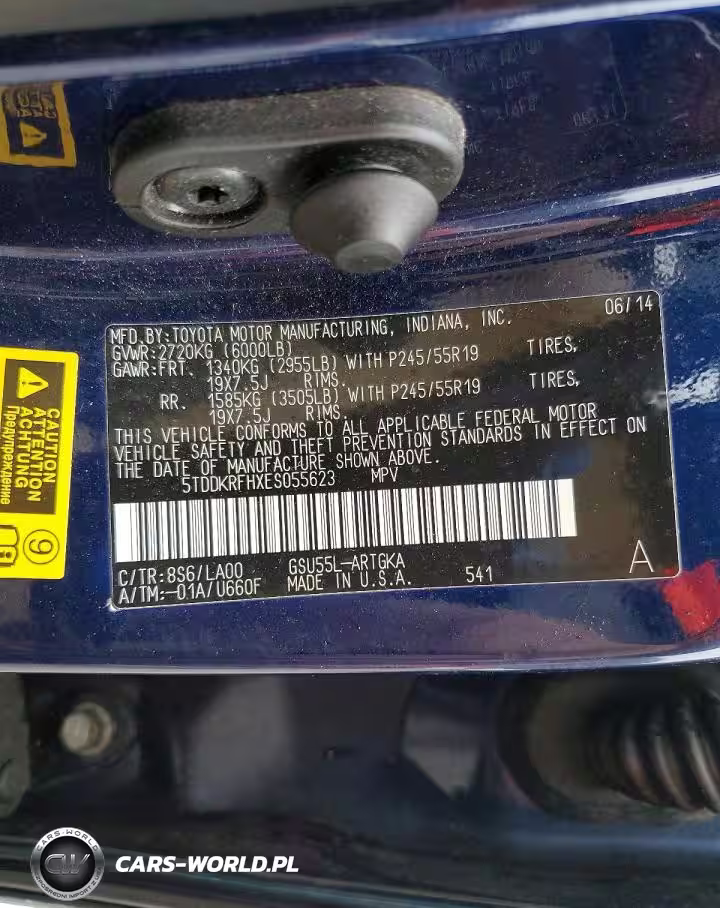 MFD.BY:TOYOTA MOTOR MANUFACTURING, INDIANA, INC. 06/14
GVWR:2720KG (6000LB)
GAWR:FRT. 1340KG (2955LB) WITH P245/55R19 TIRES,
19X7.5J RIMS.
RR. 1585KG (3505LB) WITH P245/55R19 TIRES,
19X7.5J RIMS.
THIS VEHICLE CONFORMS TO ALL APPLICABLE FEDERAL MOTOR
VEHICLE SAFETY AND THEFT PREVENTION STANDARDS IN EFFECT ON
THE DATE OF MANUFACTURE SHOWN ABOVE.
5TDDKRFHXES055623 MPV
C/TR:8S6/LA00 GSU55L-ARTGKA
A/TM:-01A/U660F MADE IN U.S.A. 541 A
CAUTION
ATTENTION
ACHTUNG
Предупреждение
9
CARS-WORLD
CW
CARS-WORLD.PL